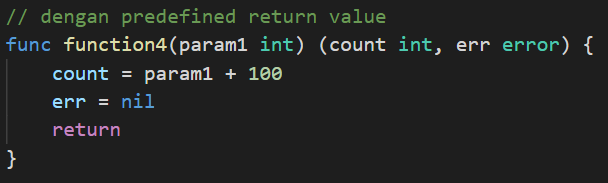 // dengan predefined return value
func function4(param1 int) (count int, err error) {
    count = param1 + 100
    err = nil
    return
}